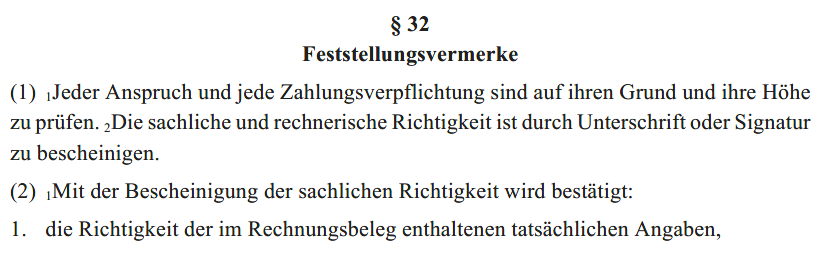 § 32
Feststellungsvermerke
(1) ₁Jeder Anspruch und jede Zahlungsverpflichtung sind auf ihren Grund und ihre Höhe
zu prüfen. ₂Die sachliche und rechnerische Richtigkeit ist durch Unterschrift oder Signatur
zu bescheinigen.
(2) ₁Mit der Bescheinigung der sachlichen Richtigkeit wird bestätigt:
1. die Richtigkeit der im Rechnungsbeleg enthaltenen tatsächlichen Angaben,